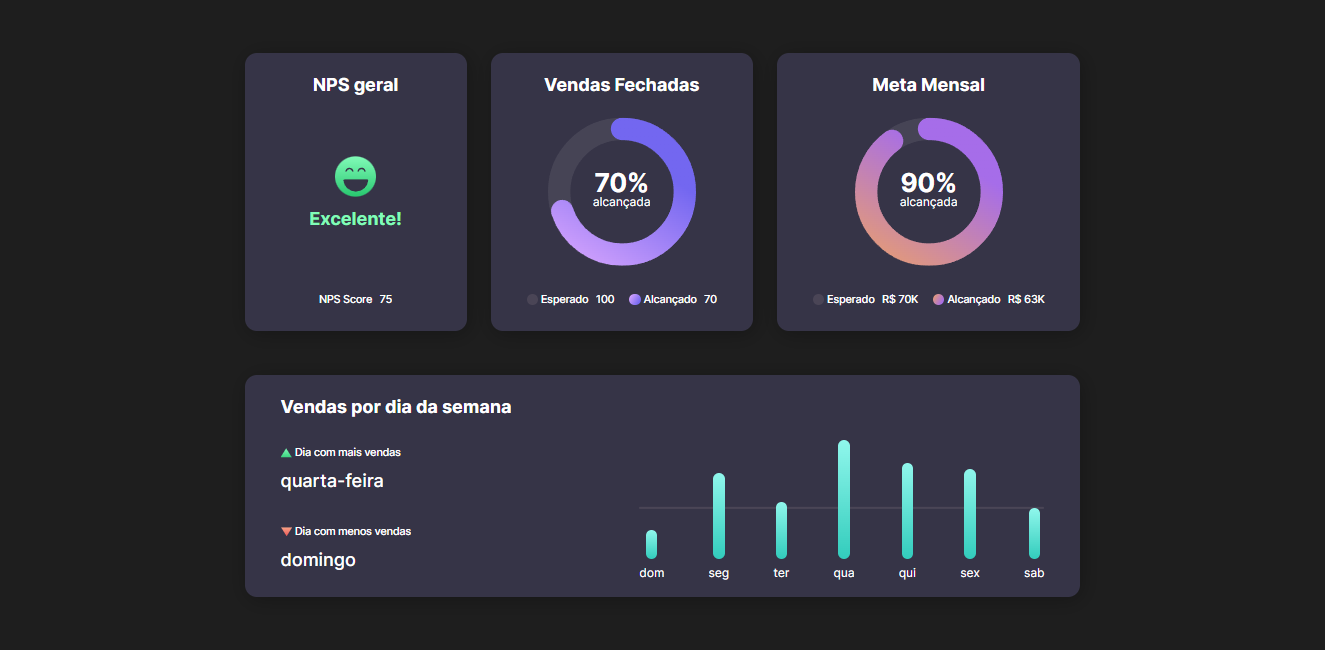 NPS geral
Excelente!
NPS Score 75
Vendas Fechadas
70%
alcançada
Esperado 100 Alcançado 70
Meta Mensal
90%
alcançada
Esperado R$ 70K Alcançado R$ 63K
Vendas por dia da semana
Dia com mais vendas
quarta-feira
Dia com menos vendas
domingo
dom seg ter qua qui sex sab